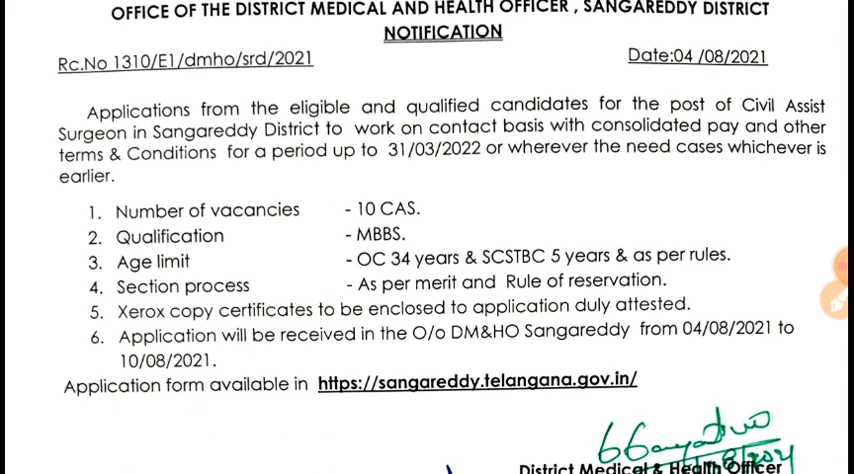 OFFICE OF THE DISTRICT MEDICAL AND HEALTH OFFICER , SANGAREDDY DISTRICT
NOTIFICATION
Rc.No 1310/E1/dmho/srd/2021 Date:04 /08/2021
Applications from the eligible and qualified candidates for the post of Civil Assist
Surgeon in Sangareddy District to work on contact basis with consolidated pay and other
terms & Conditions for a period up to 31/03/2022 or wherever the need cases whichever is
earlier.
1. Number of vacancies - 10 CAS.
2. Qualification - MBBS.
3. Age limit - OC 34 years & SCSTBC 5 years & as per rules.
4. Section process - As per merit and Rule of reservation.
5. Xerox copy certificates to be enclosed to application duly attested.
6. Application will be received in the O/o DM&HO Sangareddy from 04/08/2021 to
10/08/2021.
Application form available in https://sangareddy.telangana.gov.in/
District Medical & Health Officer